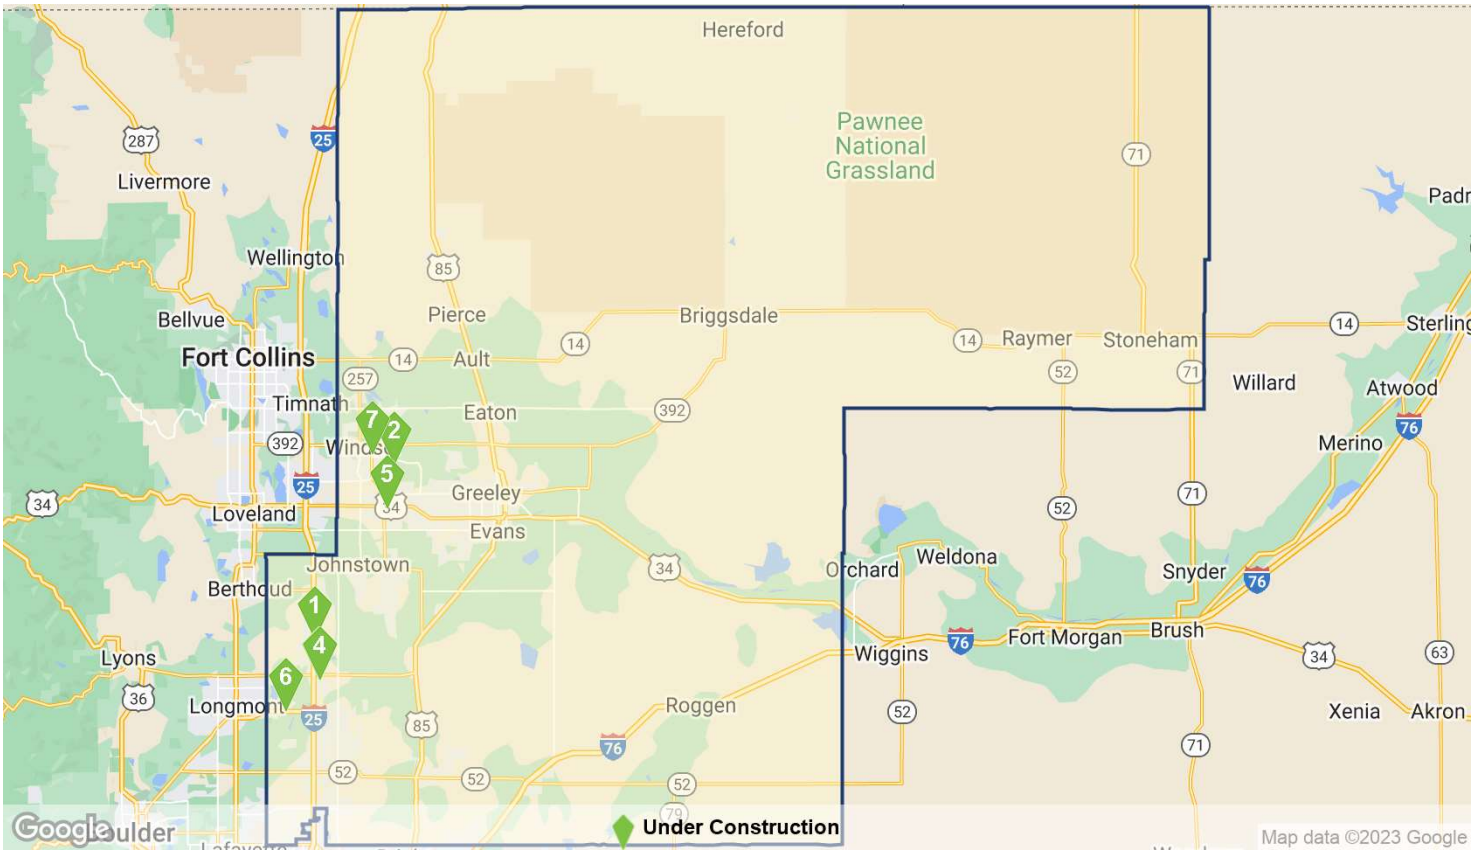 Hereford
25
Pawnee
National
Grassland
287
71
Livermore
Wellington
85
Bellvue
Pierce
Briggsdale
14
14
Sterling
Fort Collins
14
Ault
14
Raymer
Stoneham
257
52
71
Willard
Atwood
Timnath
7
2
Eaton
392
76
392
Windso
Merino
5
25
34
34
Greeley
71
52
Loveland
Evans
Johnstown
34
Orchard
Weldona
Snyder
76
Berthoud
1
4
Fort Morgan
Brush
Lyons
Wiggins
76
34
63
6
36
Longmont
25
85
Roggen
52
Xenia
Akron
76
71
52
52
52
79
Google
oulder
Under Construction
Map data ©2023 Google